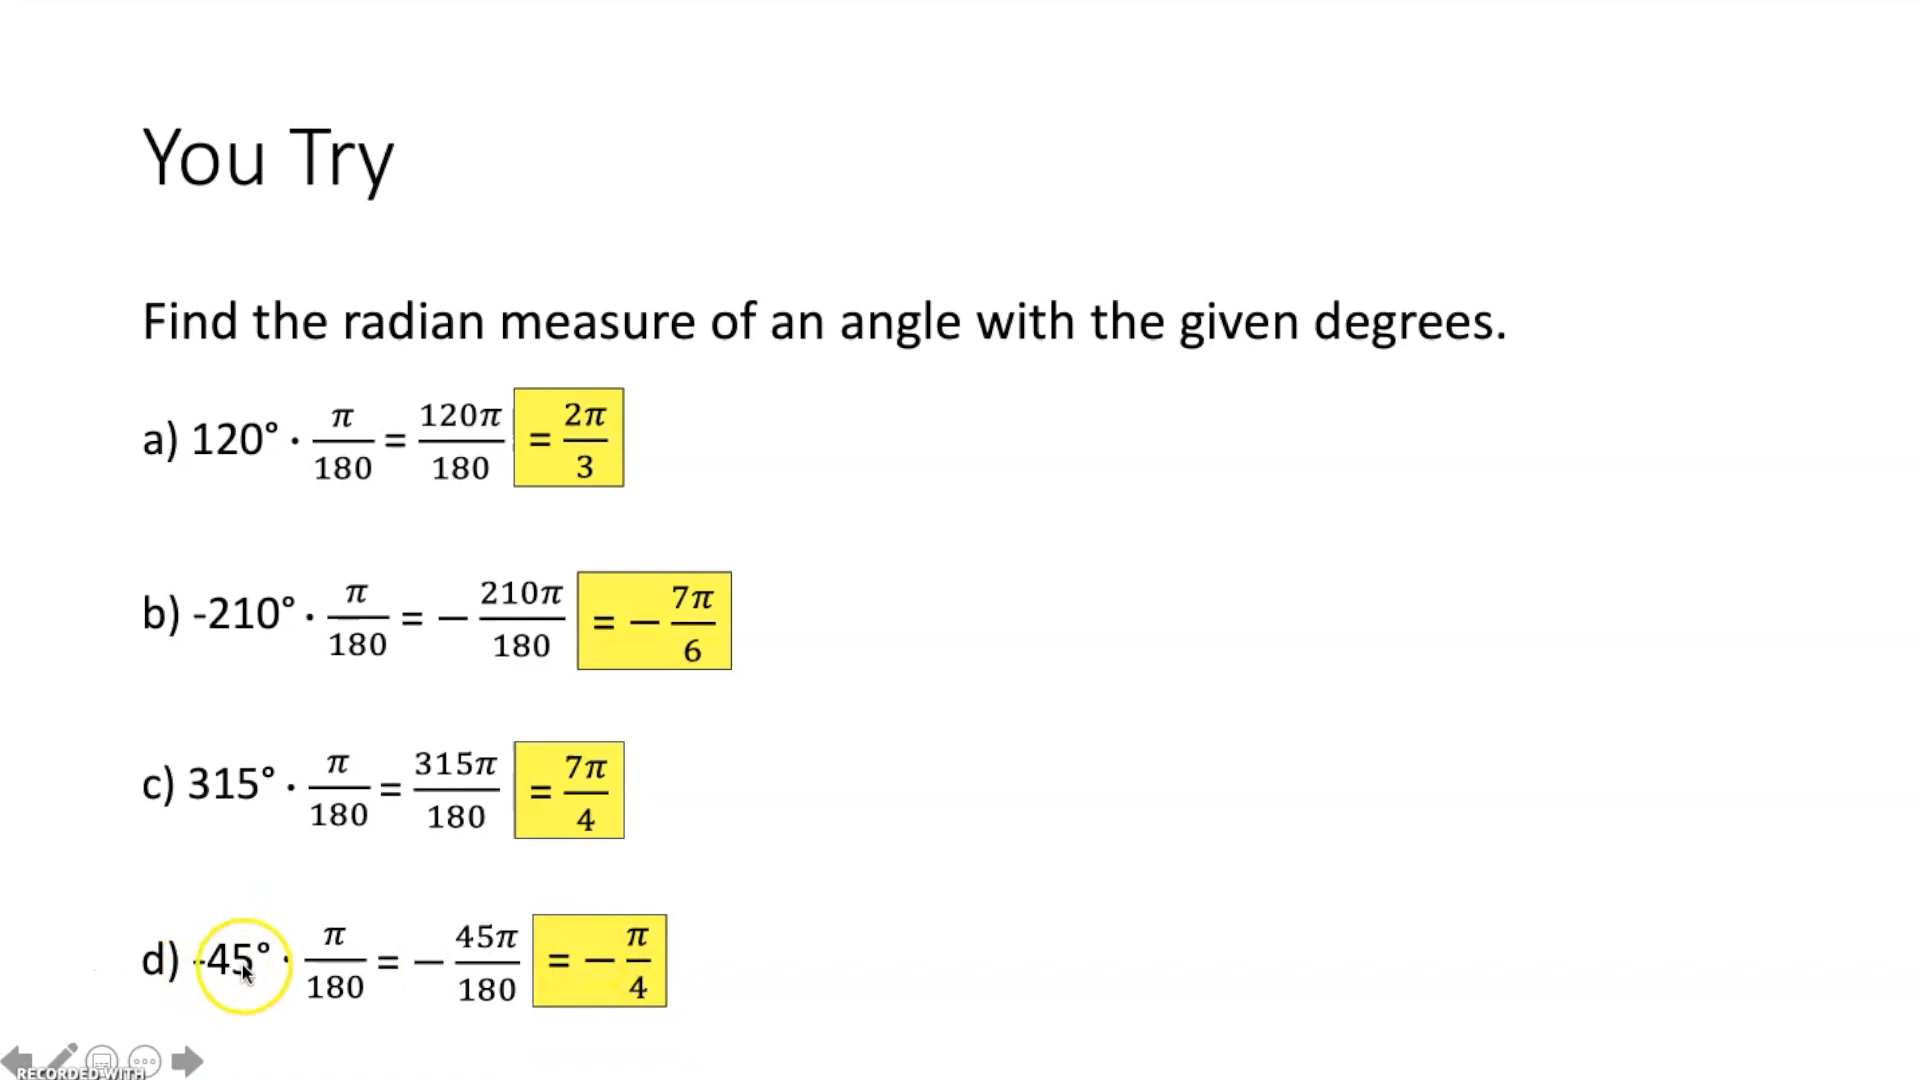 You Try
Find the radian measure of an angle with the given degrees.
a) 120° · π/180 = 120π/180 = 2π/3
b) -210° · π/180 = − 210π/180 = − 7π/6
c) 315° · π/180 = 315π/180 = 7π/4
d) -45° · π/180 = − 45π/180 = − π/4
RECORDED WITH